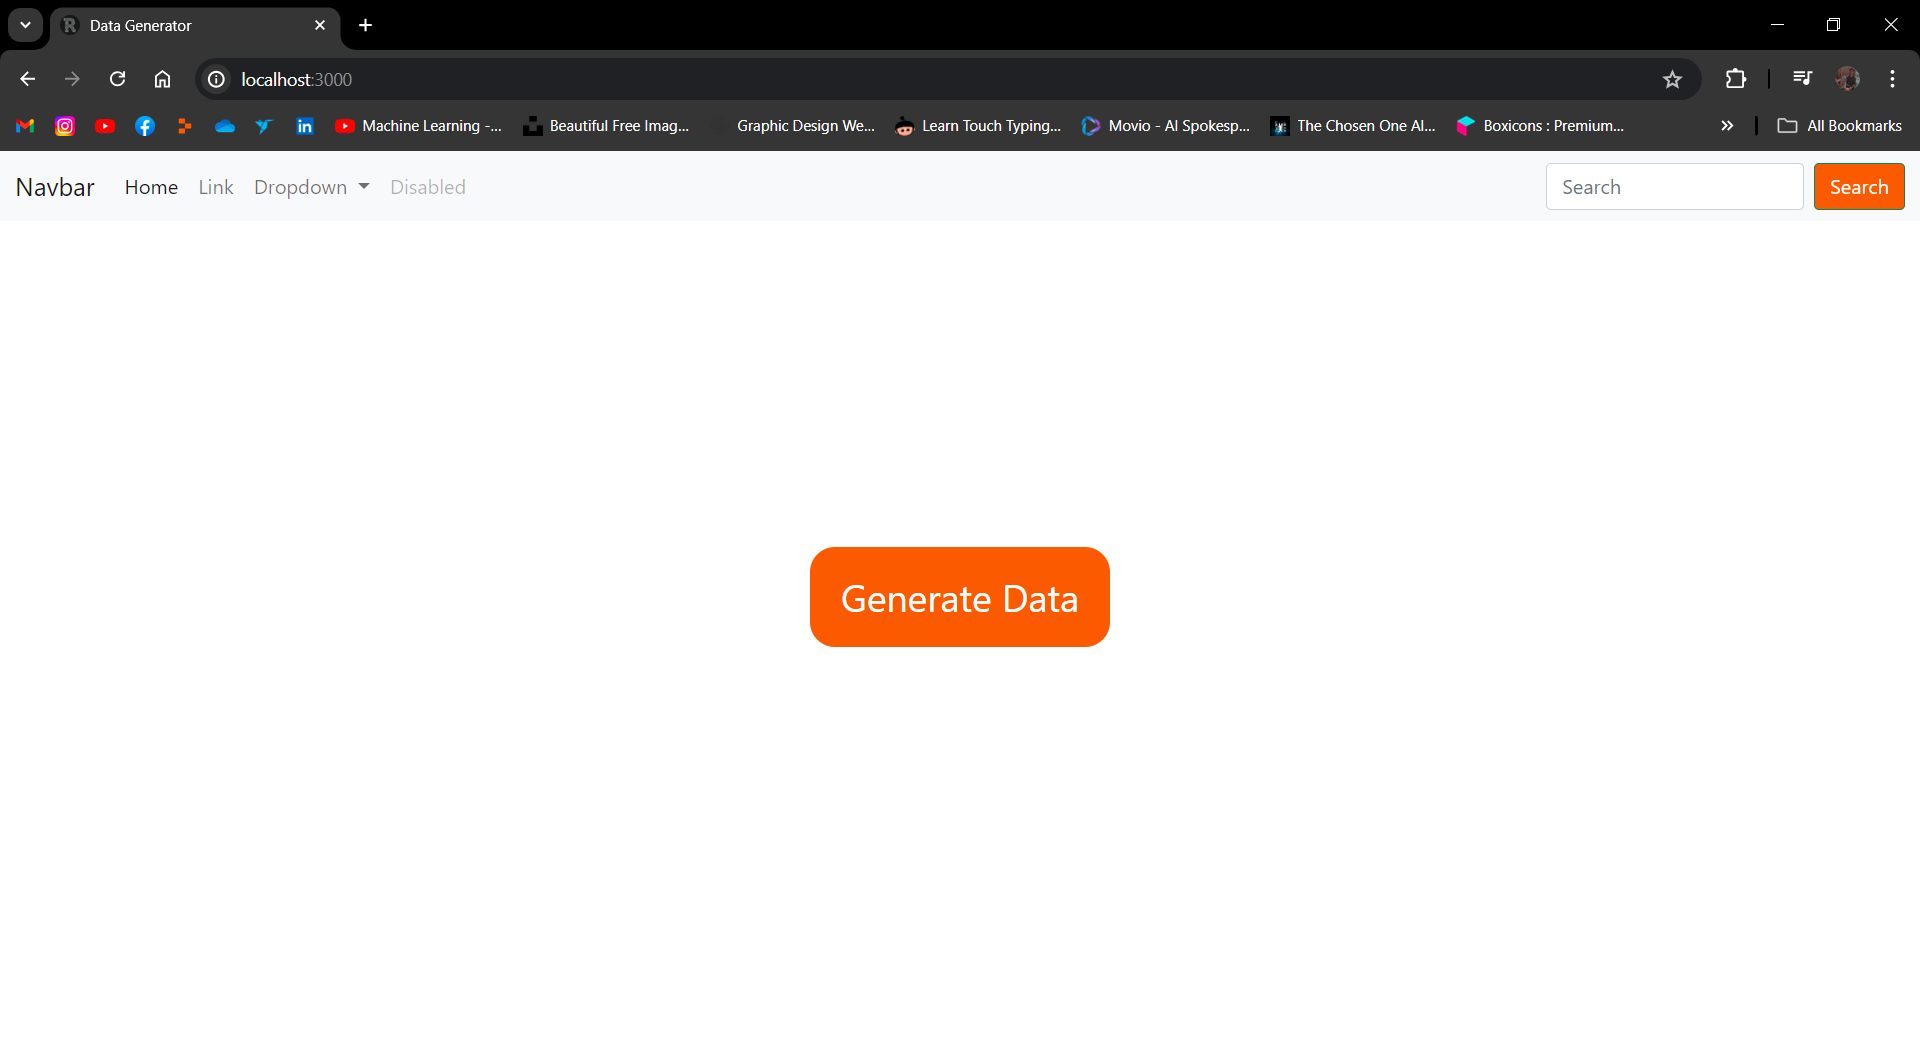 Data Generator
localhost:3000
Machine Learning -... Beautiful Free Imag... Graphic Design We... Learn Touch Typing... Movio - AI Spokesp... The Chosen One AI... Boxicons : Premium... All Bookmarks
Navbar Home Link Dropdown Disabled Search Search
Generate Data